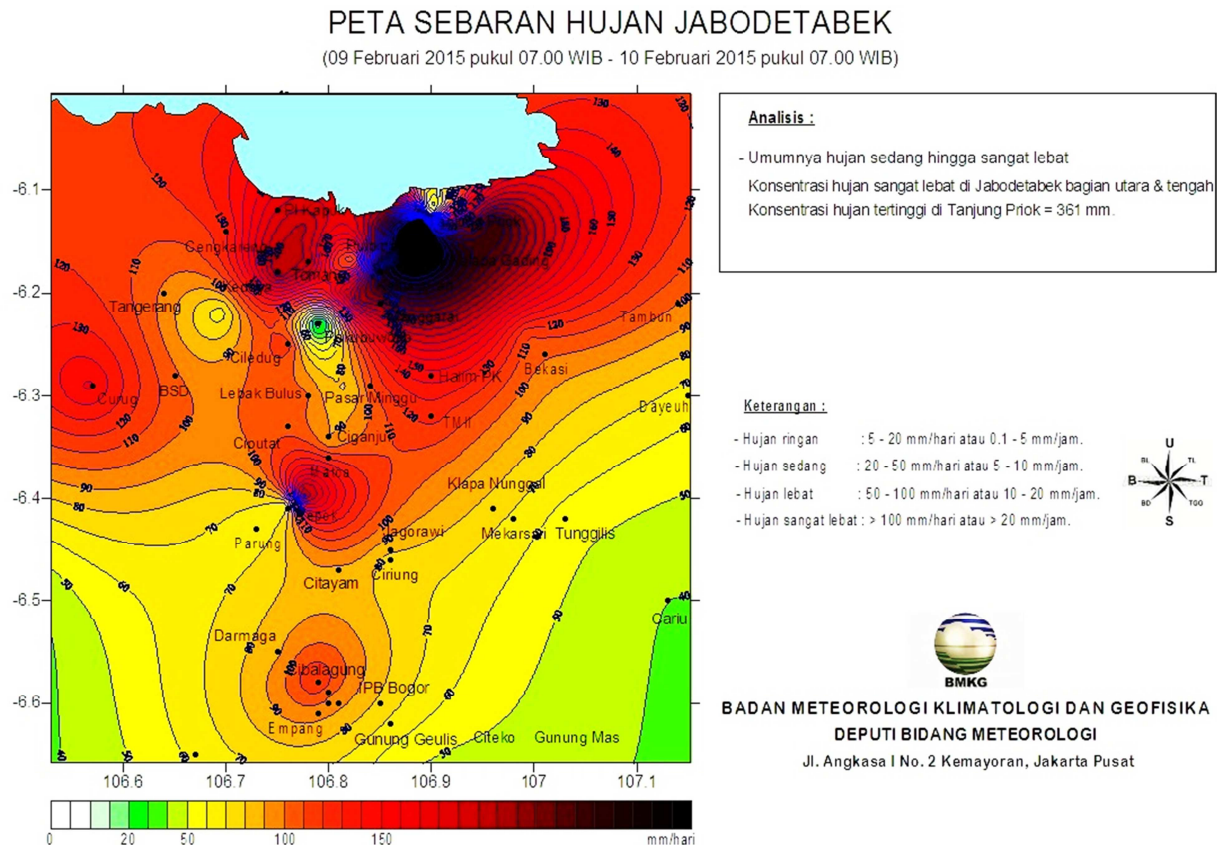 PETA SEBARAN HUJAN JABODETABEK
(09 Februari 2015 pukul 07.00 WIB - 10 Februari 2015 pukul 07.00 WIB)
Analisis :
- Umumnya hujan sedang hingga sangat lebat
Konsentrasi hujan sangat lebat di Jabodetabek bagian utara & tengah
Konsentrasi hujan tertinggi di Tanjung Priok = 361 mm.
-6.1
-6.2
-6.3
-6.4
-6.5
-6.6
Cengkareng
Tangerang
Tambun
Ciledug
Bekasi
Halim PK
Curug
BSD
Lebak Bulus
Pasar Minggu
Dayeuh
TMII
Ciputat
Ciganjur
Klapa Nunggal
Parung
Jagorawi
Mekarsari
Tunggilis
Citayam
Ciriung
Cariu
Darmaga
Cibalagung
IPB Bogor
Empang
Gunung Geulis
Citeko
Gunung Mas
106.6 106.7 106.8 106.9 107 107.1
0 20 50 100 150 mm/hari
Keterangan :
- Hujan ringan : 5 - 20 mm/hari atau 0.1 - 5 mm/jam.
- Hujan sedang : 20 - 50 mm/hari atau 5 - 10 mm/jam.
- Hujan lebat : 50 - 100 mm/hari atau 10 - 20 mm/jam.
- Hujan sangat lebat : > 100 mm/hari atau > 20 mm/jam.
U
BL TL
B T
BD TGG
S
BMKG
BADAN METEOROLOGI KLIMATOLOGI DAN GEOFISIKA
DEPUTI BIDANG METEOROLOGI
Jl. Angkasa I No. 2 Kemayoran, Jakarta Pusat